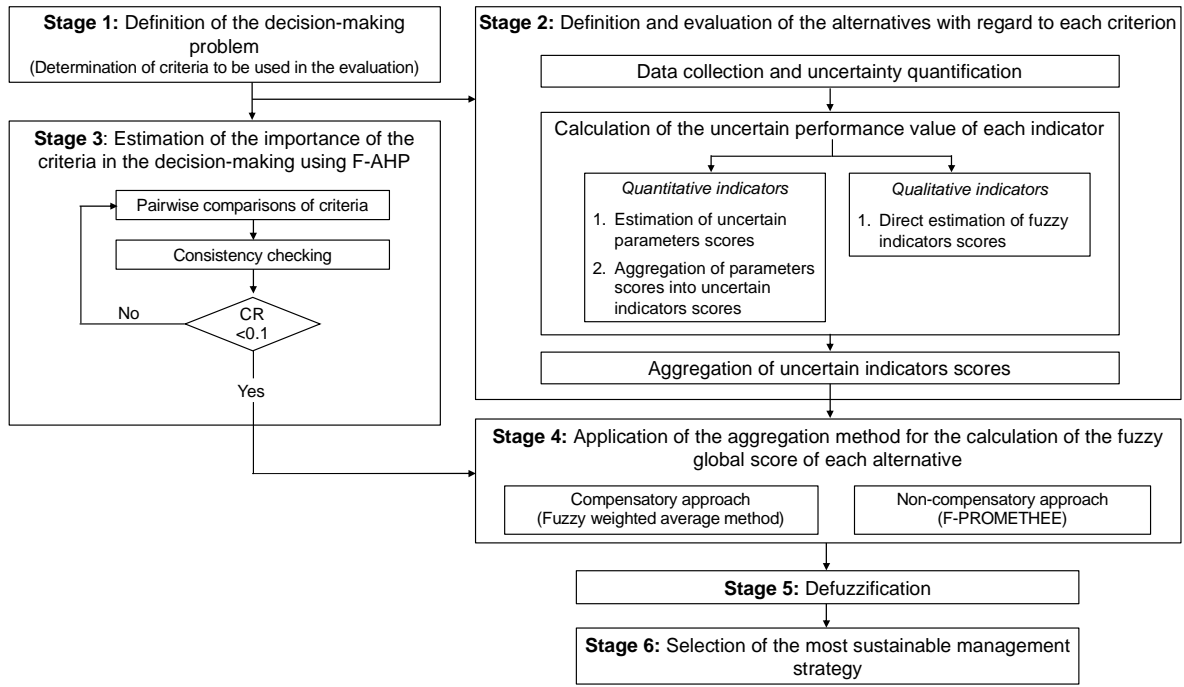 Stage 1: Definition of the decision-making
problem
(Determination of criteria to be used in the evaluation)
Stage 2: Definition and evaluation of the alternatives with regard to each criterion
Data collection and uncertainty quantification
Calculation of the uncertain performance value of each indicator
Quantitative indicators
1. Estimation of uncertain
parameters scores
2. Aggregation of parameters
scores into uncertain
indicators scores
Qualitative indicators
1. Direct estimation of fuzzy
indicators scores
Aggregation of uncertain indicators scores
Stage 3: Estimation of the importance of the
criteria in the decision-making using F-AHP
Pairwise comparisons of criteria
Consistency checking
No
CR
<0.1
Yes
Stage 4: Application of the aggregation method for the calculation of the fuzzy
global score of each alternative
Compensatory approach
(Fuzzy weighted average method)
Non-compensatory approach
(F-PROMETHEE)
Stage 5: Defuzzification
Stage 6: Selection of the most sustainable management
strategy